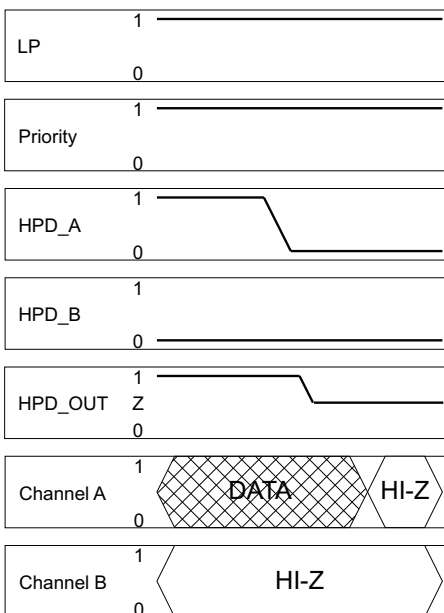 1
LP
0
1
Priority
0
1
HPD_A
0
1
HPD_B
0
1
HPD_OUT Z
0
1
Channel A DATA HI-Z
0
1
Channel B HI-Z
0